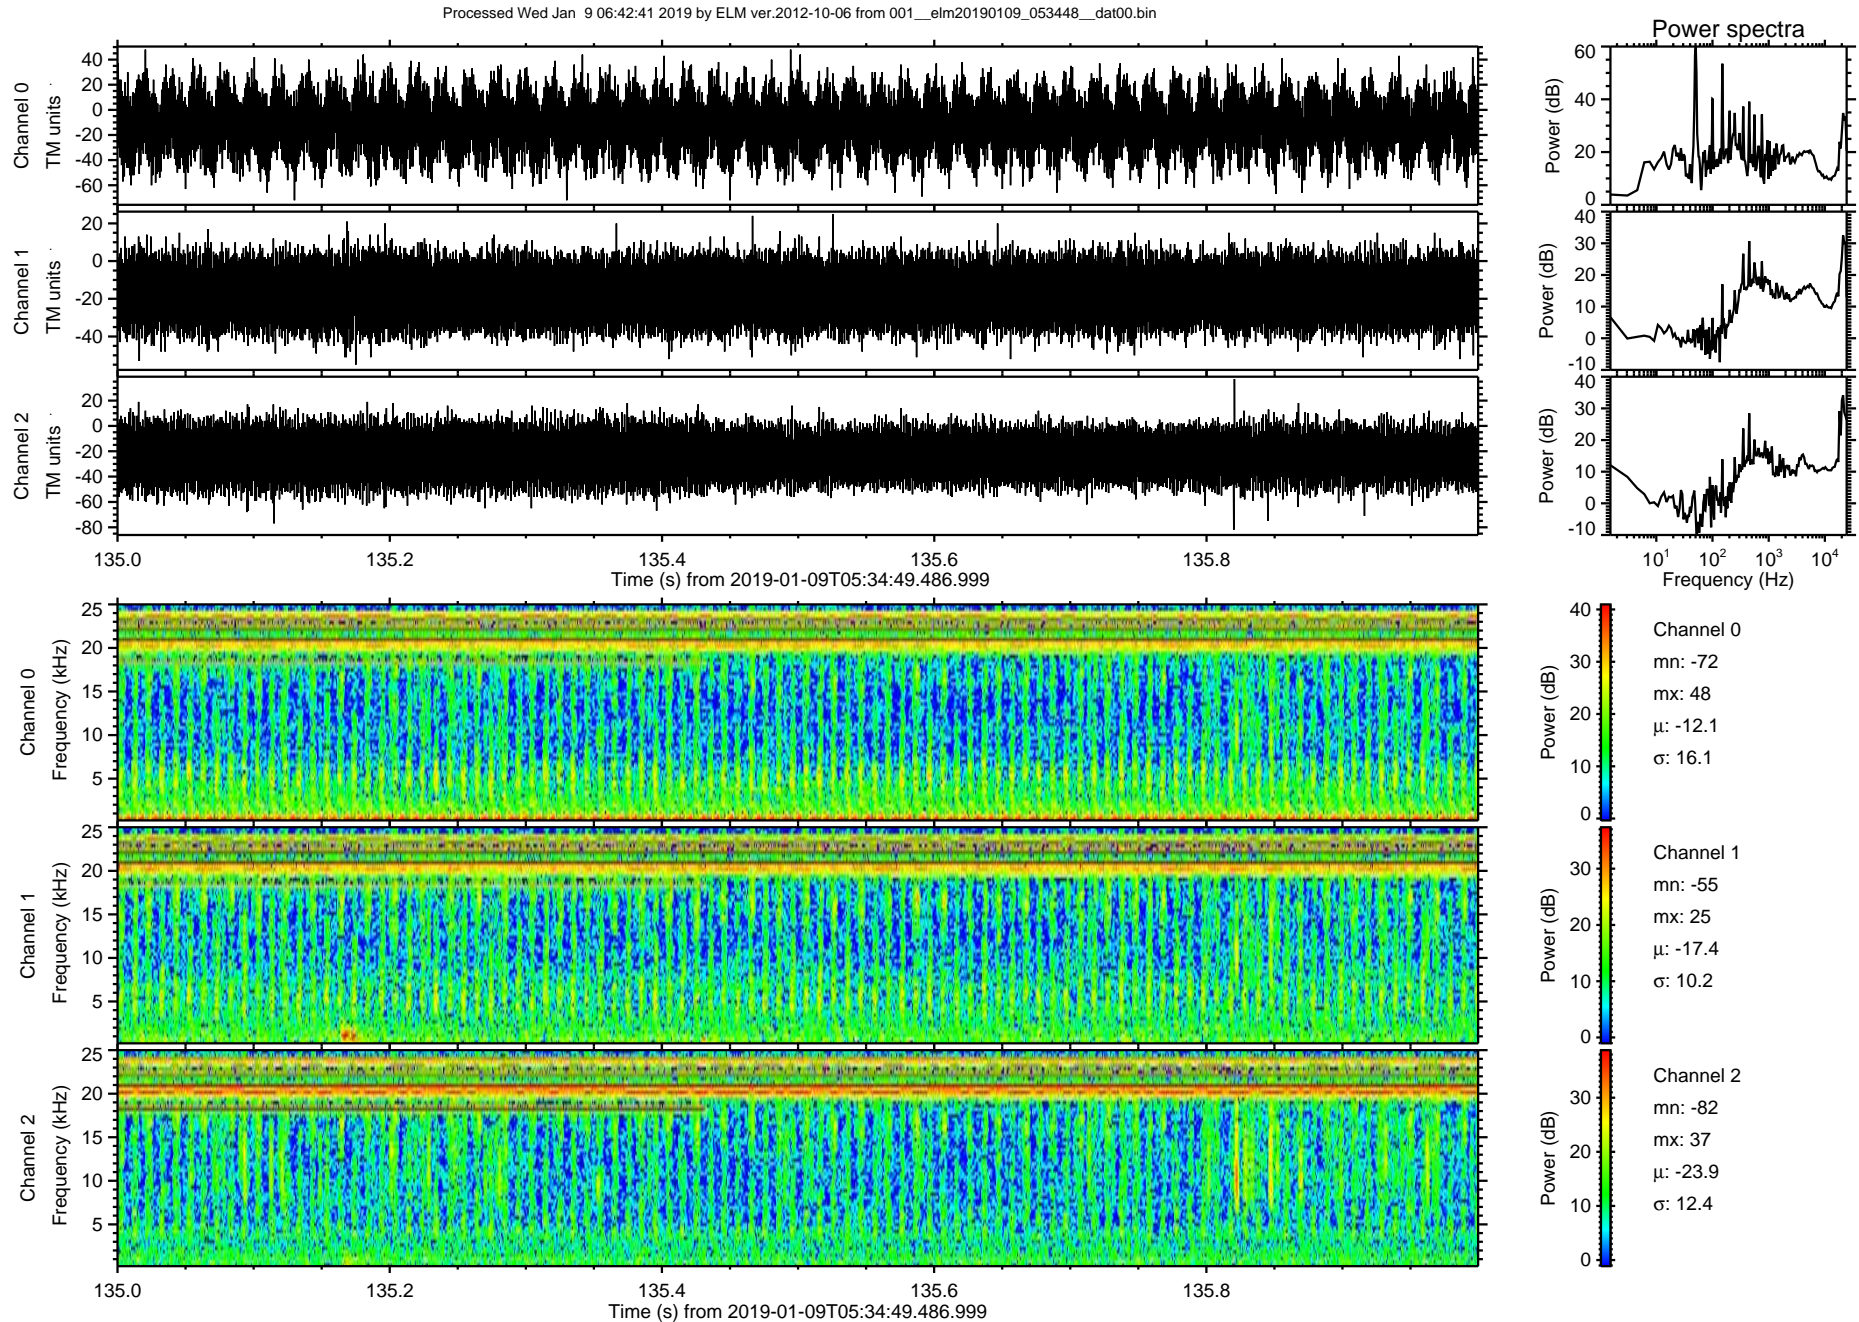 Processed Wed Jan  9 06:42:41 2019 by ELM ver.2012-10-06 from 001__elm20190109_053448__dat00.bin
Power spectra
Channel 0
TM units
40
20
0
-20
-40
-60
Power (dB)
60
40
20
0
Channel 1
TM units
20
0
-20
-40
Power (dB)
40
30
20
10
0
-10
Channel 2
TM units
20
0
-20
-40
-60
-80
Power (dB)
40
30
20
10
0
-10
135.0 135.2 135.4 135.6 135.8
Time (s) from 2019-01-09T05:34:49.486.999
10¹ 10² 10³ 10⁴
Frequency (Hz)
Channel 0
Frequency (kHz)
25
20
15
10
5
Power (dB)
40
30
20
10
0
Channel 0
mn: -72
mx: 48
μ: -12.1
σ: 16.1
Channel 1
Frequency (kHz)
25
20
15
10
5
Power (dB)
30
20
10
0
Channel 1
mn: -55
mx: 25
μ: -17.4
σ: 10.2
Channel 2
Frequency (kHz)
25
20
15
10
5
Power (dB)
30
20
10
0
Channel 2
mn: -82
mx: 37
μ: -23.9
σ: 12.4
135.0 135.2 135.4 135.6 135.8
Time (s) from 2019-01-09T05:34:49.486.999